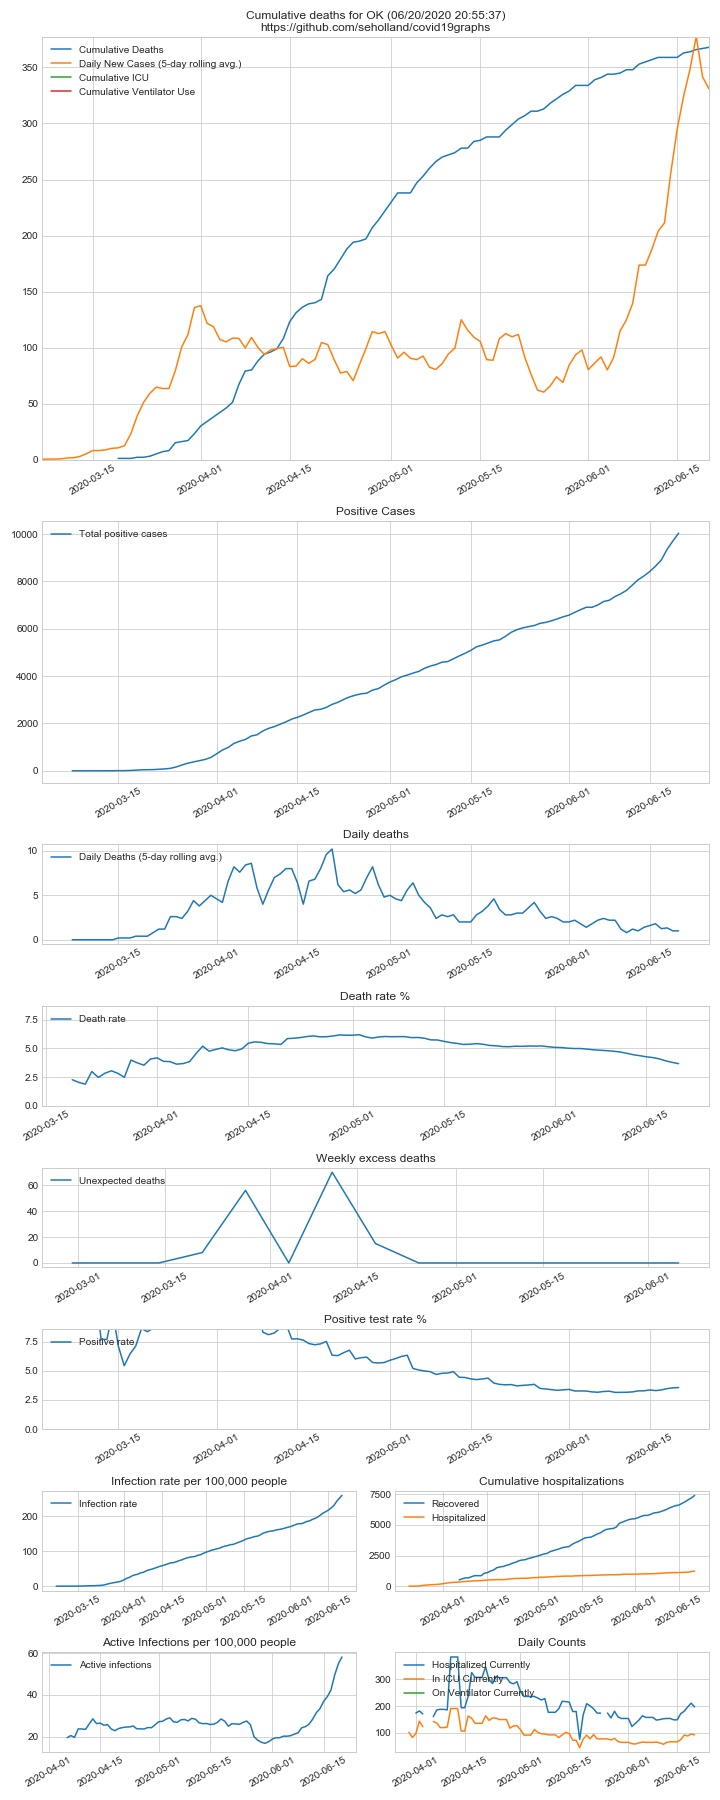 Cumulative deaths for OK (06/20/2020 20:55:37)
https://github.com/seholland/covid19graphs
Cumulative Deaths
Daily New Cases (5-day rolling avg.)
Cumulative ICU
Cumulative Ventilator Use
350
300
250
200
150
100
50
0
2020-03-15 2020-04-01 2020-04-15 2020-05-01 2020-05-15 2020-06-01 2020-06-15
Positive Cases
Total positive cases
10000
8000
6000
4000
2000
0
2020-03-15 2020-04-01 2020-04-15 2020-05-01 2020-05-15 2020-06-01 2020-06-15
Daily deaths
Daily Deaths (5-day rolling avg.)
10
5
0
2020-03-15 2020-04-01 2020-04-15 2020-05-01 2020-05-15 2020-06-01 2020-06-15
Death rate %
Death rate
7.5
5.0
2.5
0.0
2020-03-15 2020-04-01 2020-04-15 2020-05-01 2020-05-15 2020-06-01 2020-06-15
Weekly excess deaths
Unexpected deaths
60
40
20
0
2020-03-01 2020-03-15 2020-04-01 2020-04-15 2020-05-01 2020-05-15 2020-06-01
Positive test rate %
Positive rate
7.5
5.0
2.5
0.0
2020-03-15 2020-04-01 2020-04-15 2020-05-01 2020-05-15 2020-06-01 2020-06-15
Infection rate per 100,000 people
Infection rate
200
100
0
2020-03-15 2020-04-01 2020-04-15 2020-05-01 2020-05-15 2020-06-01 2020-06-15
Cumulative hospitalizations
Recovered
Hospitalized
7500
5000
2500
0
2020-04-01 2020-04-15 2020-05-01 2020-05-15 2020-06-01 2020-06-15
Active Infections per 100,000 people
Active infections
60
40
20
2020-04-01 2020-04-15 2020-05-01 2020-05-15 2020-06-01 2020-06-15
Daily Counts
Hospitalized Currently
In ICU Currently
On Ventilator Currently
300
200
100
2020-04-01 2020-04-15 2020-05-01 2020-05-15 2020-06-01 2020-06-15